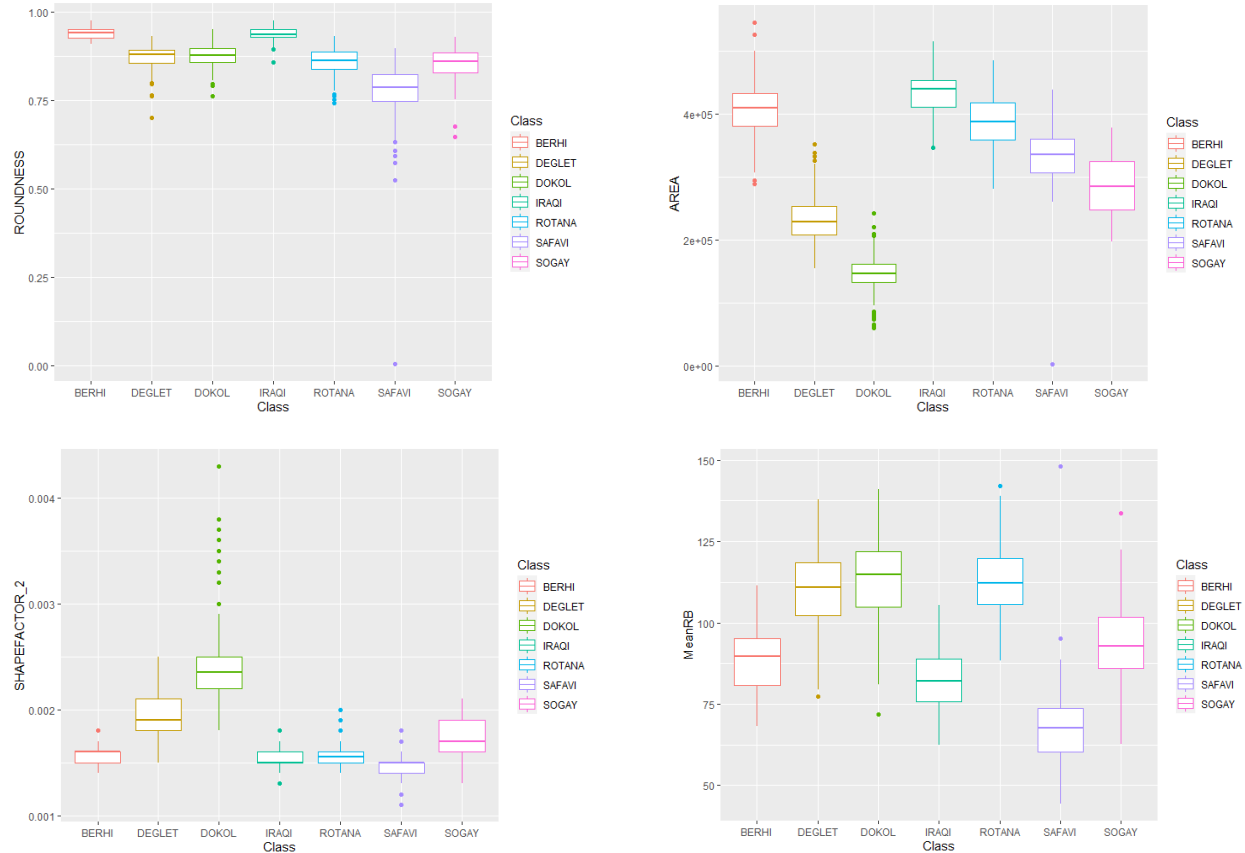 1.00
0.75
0.50
0.25
0.00
ROUNDNESS
BERHI DEGLET DOKOL IRAQI ROTANA SAFAVI SOGAY
Class
Class
BERHI
DEGLET
DOKOL
IRAQI
ROTANA
SAFAVI
SOGAY
4e+05
2e+05
0e+00
AREA
BERHI DEGLET DOKOL IRAQI ROTANA SAFAVI SOGAY
Class
Class
BERHI
DEGLET
DOKOL
IRAQI
ROTANA
SAFAVI
SOGAY
0.004
0.003
0.002
0.001
SHAPEFACTOR_2
BERHI DEGLET DOKOL IRAQI ROTANA SAFAVI SOGAY
Class
Class
BERHI
DEGLET
DOKOL
IRAQI
ROTANA
SAFAVI
SOGAY
150
125
100
75
50
MeanRB
BERHI DEGLET DOKOL IRAQI ROTANA SAFAVI SOGAY
Class
Class
BERHI
DEGLET
DOKOL
IRAQI
ROTANA
SAFAVI
SOGAY